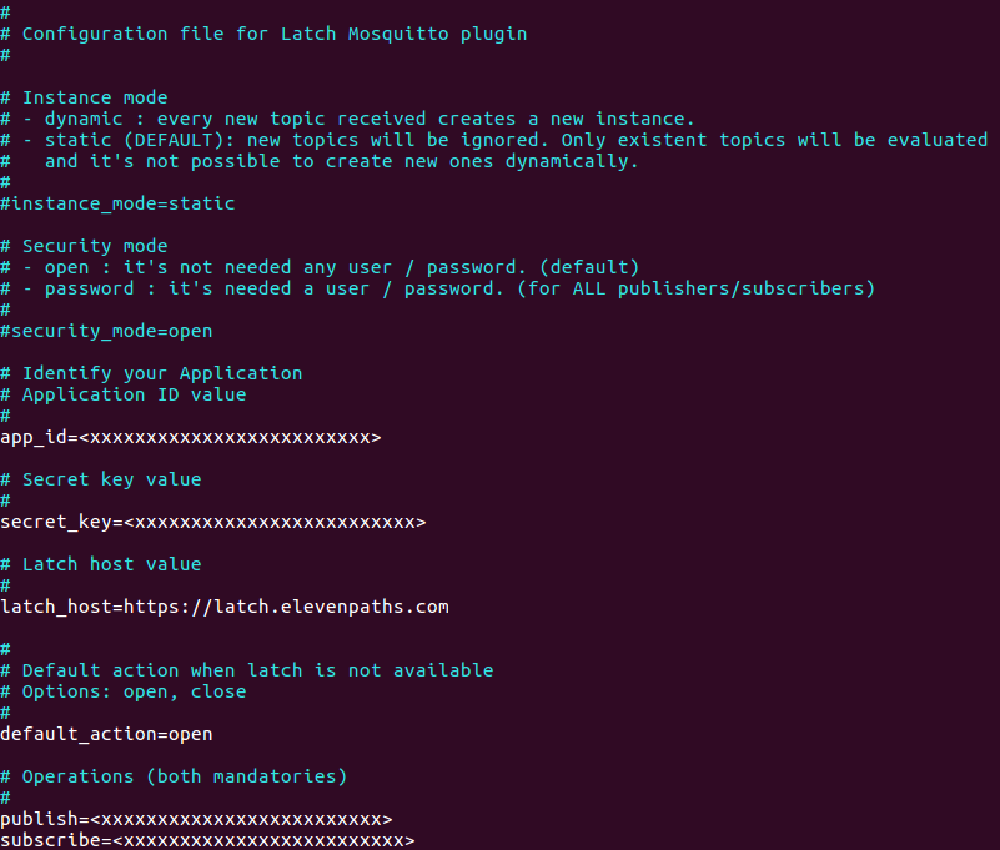 #
# Configuration file for Latch Mosquitto plugin
#
# Instance mode
# - dynamic : every new topic received creates a new instance.
# - static (DEFAULT): new topics will be ignored. Only existent topics will be evaluated
#   and it's not possible to create new ones dynamically.
#
#instance_mode=static
# Security mode
# - open : it's not needed any user / password. (default)
# - password : it's needed a user / password. (for ALL publishers/subscribers)
#
#security_mode=open
# Identify your Application
# Application ID value
#
app_id=<xxxxxxxxxxxxxxxxxxxxxxxxx>
# Secret key value
#
secret_key=<xxxxxxxxxxxxxxxxxxxxxxxxx>
# Latch host value
#
latch_host=https://latch.elevenpaths.com
#
# Default action when latch is not available
# Options: open, close
#
default_action=open
# Operations (both mandatories)
#
publish=<xxxxxxxxxxxxxxxxxxxxxxxxx>
subscribe=<xxxxxxxxxxxxxxxxxxxxxxxxx>